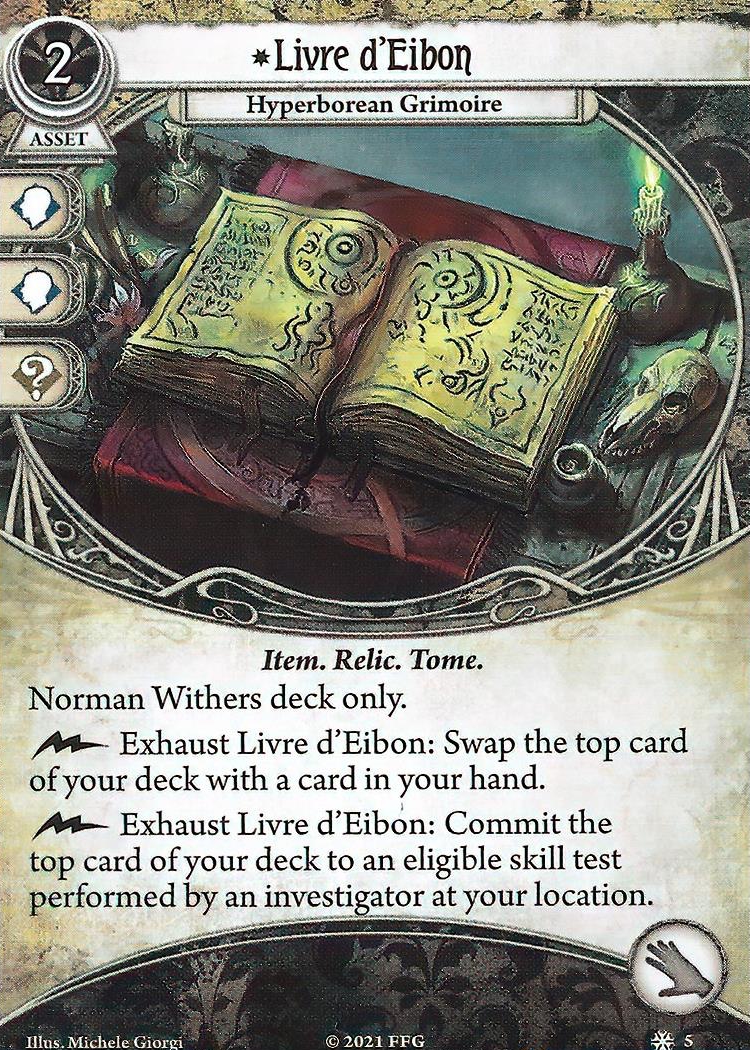 2
Livre d'Eibon
Hyperborean Grimoire
ASSET
?
Item. Relic. Tome.
Norman Withers deck only.
Exhaust Livre d'Eibon: Swap the top card
of your deck with a card in your hand.
Exhaust Livre d'Eibon: Commit the
top card of your deck to an eligible skill test
performed by an investigator at your location.
Illus. Michele Giorgi
© 2021 FFG
5